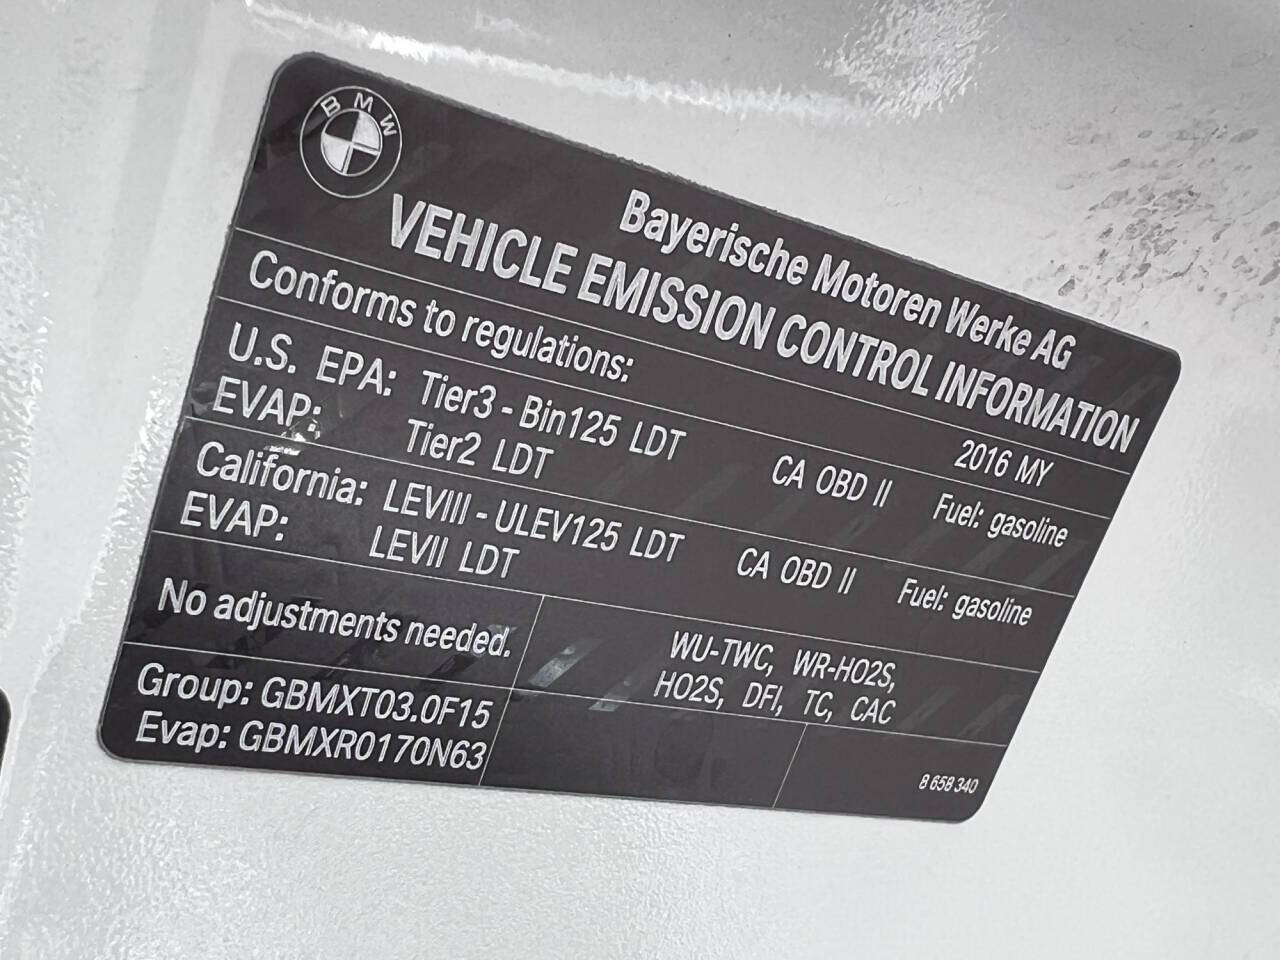 BMW
Bayerische Motoren Werke AG
VEHICLE EMISSION CONTROL INFORMATION
Conforms to regulations: 2016 MY
U.S. EPA: Tier3 - Bin125 LDT CA OBD II Fuel: gasoline
EVAP: Tier2 LDT
California: LEVIII - ULEV125 LDT CA OBD II Fuel: gasoline
EVAP: LEVII LDT
No adjustments needed. WU-TWC, WR-HO2S,
HO2S, DFI, TC, CAC
Group: GBMXT03.0F15
Evap: GBMXR0170N63 8 658 340